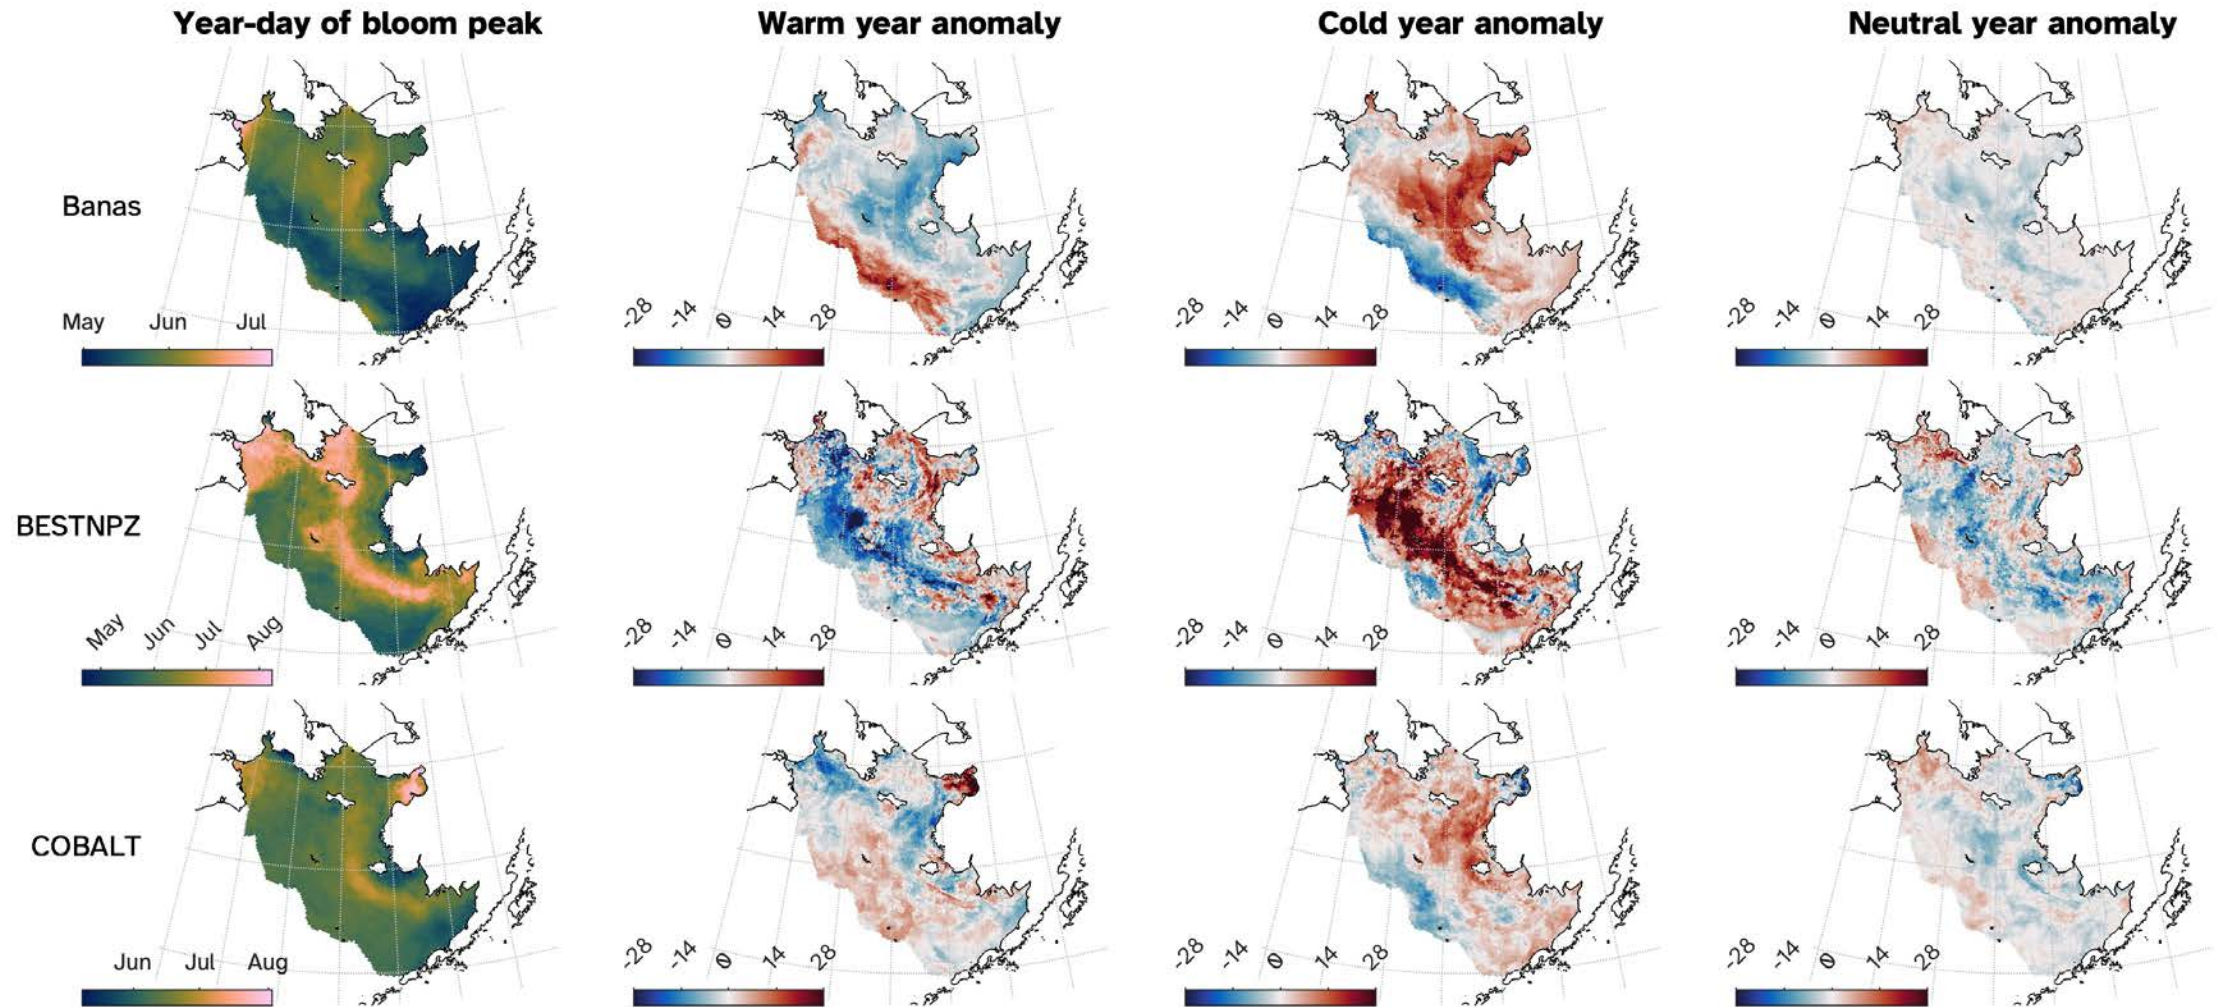 Year-day of bloom peak
Warm year anomaly
Cold year anomaly
Neutral year anomaly
Banas
May Jun Jul
-28 -14 0 14 28
-28 -14 0 14 28
-28 -14 0 14 28
BESTNPZ
May Jun Jul Aug
-28 -14 0 14 28
-28 -14 0 14 28
-28 -14 0 14 28
COBALT
Jun Jul Aug
-28 -14 0 14 28
-28 -14 0 14 28
-28 -14 0 14 28